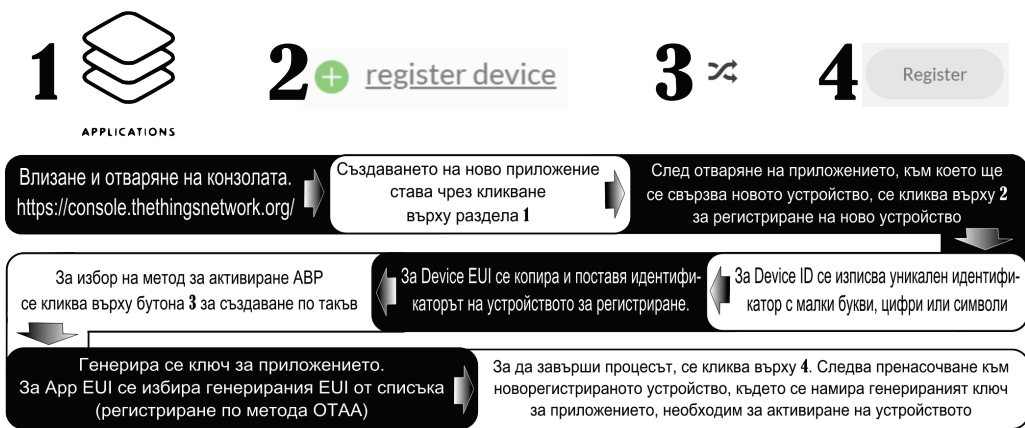 1
APPLICATIONS
2 register device
3
4 Register
Влизане и отваряне на конзолата.
https://console.thethingsnetwork.org/
Създаването на ново приложение
става чрез кликване
върху раздела 1
След отваряне на приложението, към което ще
се свързва новото устройство, се кликва върху 2
за регистриране на ново устройство
За Device ID се изписва уникален идентифи-
катор с малки букви, цифри или символи
За Device EUI се копира и поставя идентифи-
каторът на устройството за регистриране.
За избор на метод за активиране ABP
се кликва върху бутона 3 за създаване по такъв
Генерира се ключ за приложението.
За App EUI се избира генерирания EUI от списъка
(регистриране по метода OTAA)
За да завърши процесът, се кликва върху 4. Следва пренасочване към
новорегистрираното устройство, където се намира генерираният ключ
за приложението, необходим за активиране на устройството